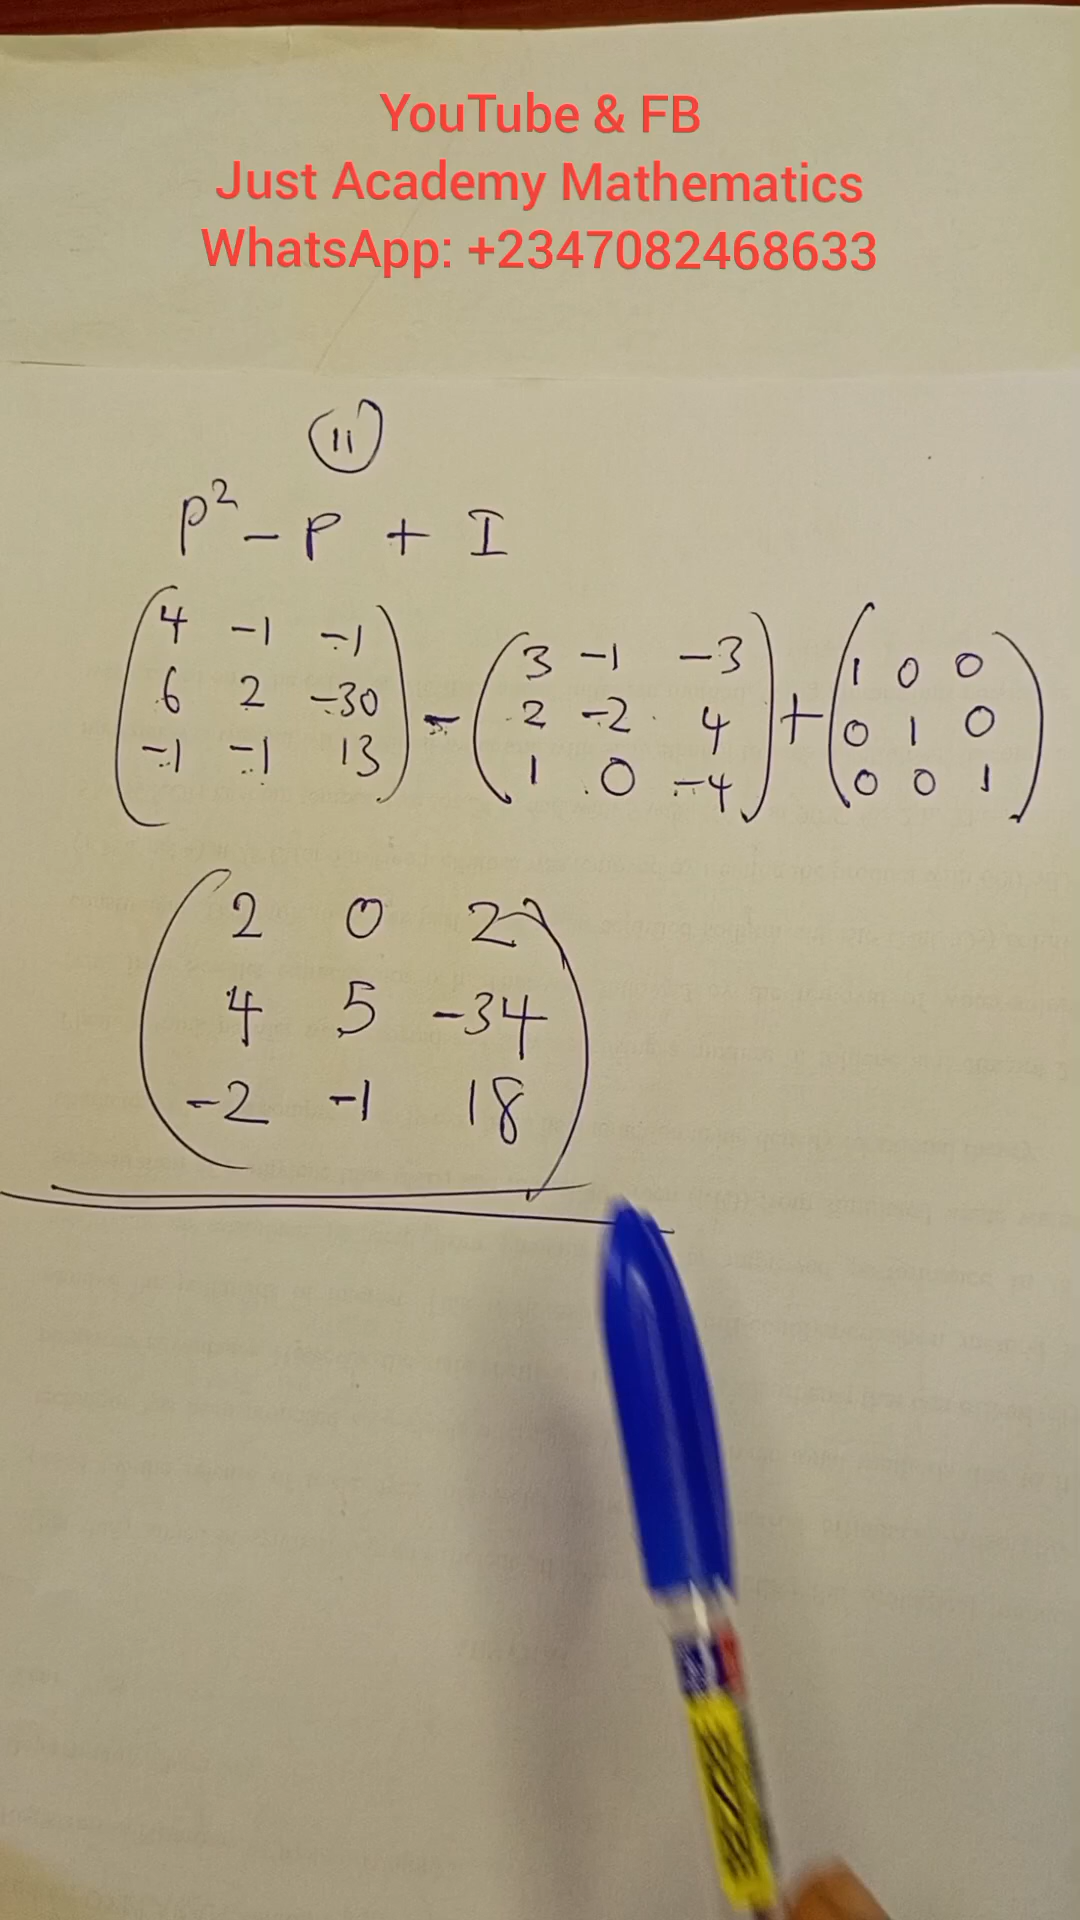 YouTube & FB
Just Academy Mathematics
WhatsApp: +2347082468633
(11)
P² - P + I
(4 -1 -1
6 2 -30
-1 -1 13) - (3 -1 -3
2 -2 4
1 0 -4) + (1 0 0
0 1 0
0 0 1)
(2 0 2
4 5 -34
-2 -1 18)